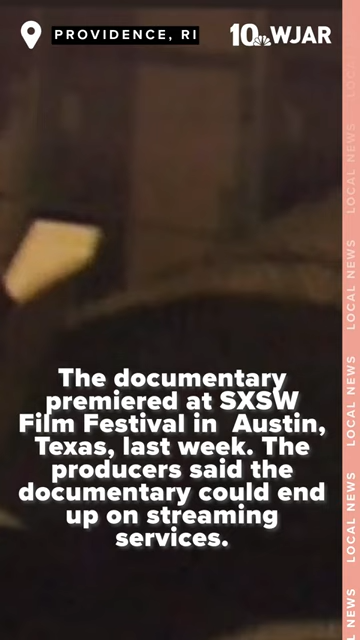 PROVIDENCE, RI
10 WJAR
The documentary
premiered at SXSW
Film Festival in Austin,
Texas, last week. The
producers said the
documentary could end
up on streaming
services.
LOCAL NEWS
LOCAL NEWS
LOCAL NEWS
LOCAL NEWS
NEWS